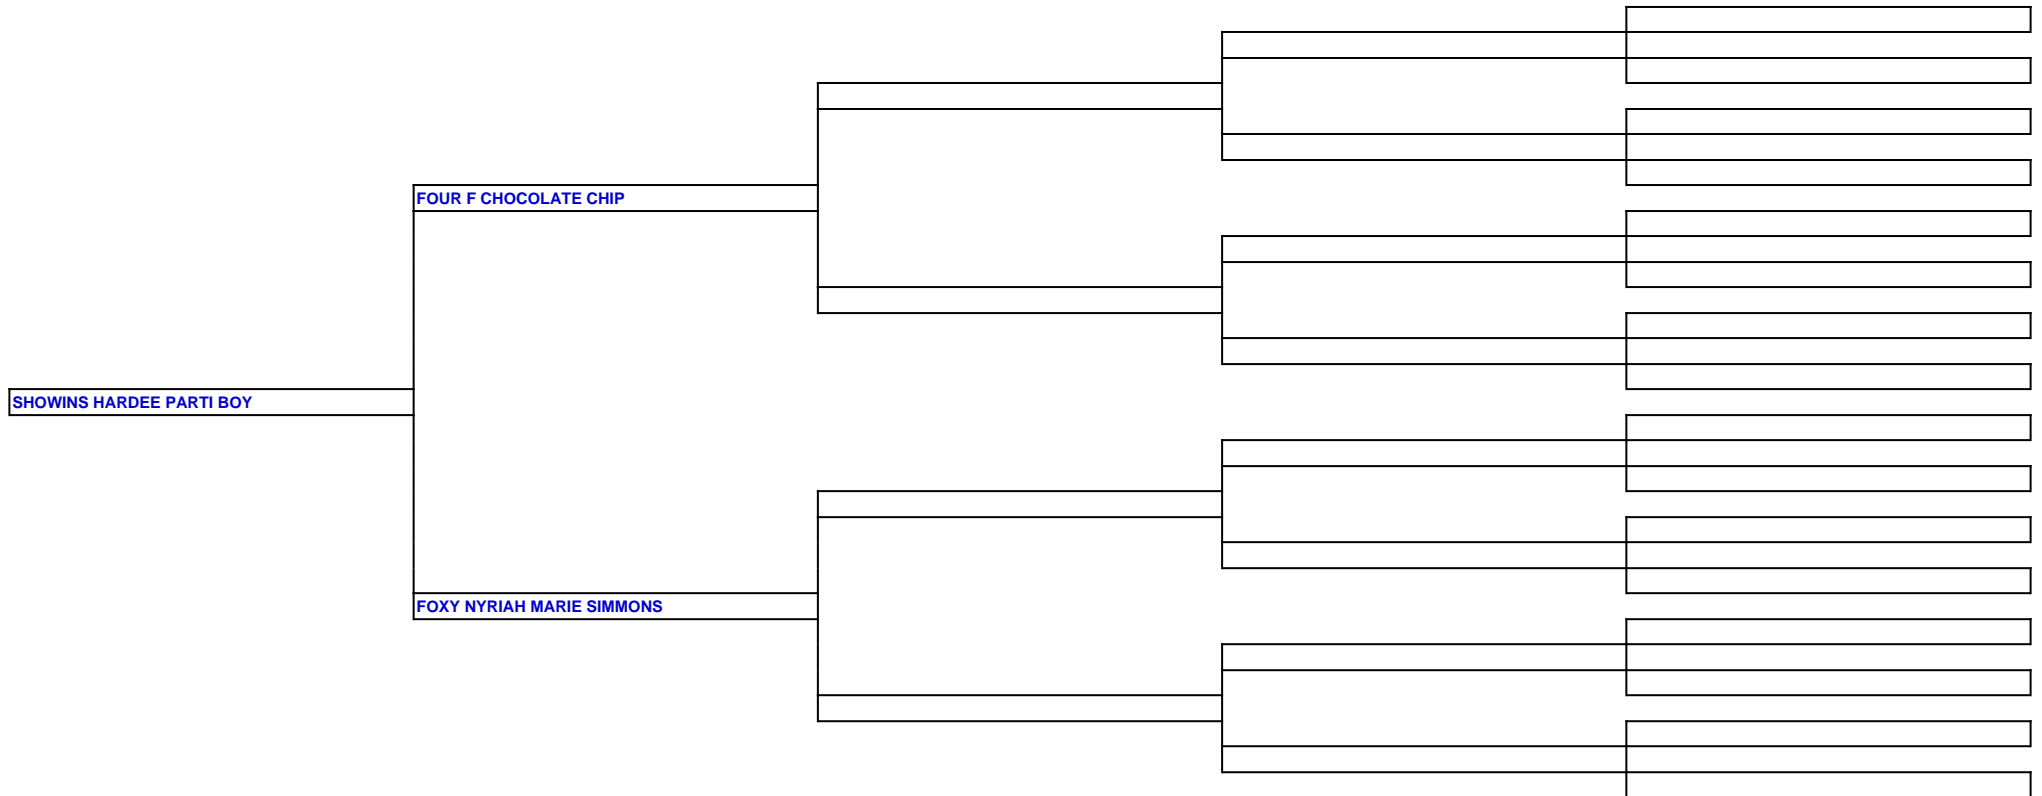 FOUR F CHOCOLATE CHIP
SHOWINS HARDEE PARTI BOY
FOXY NYRIAH MARIE SIMMONS